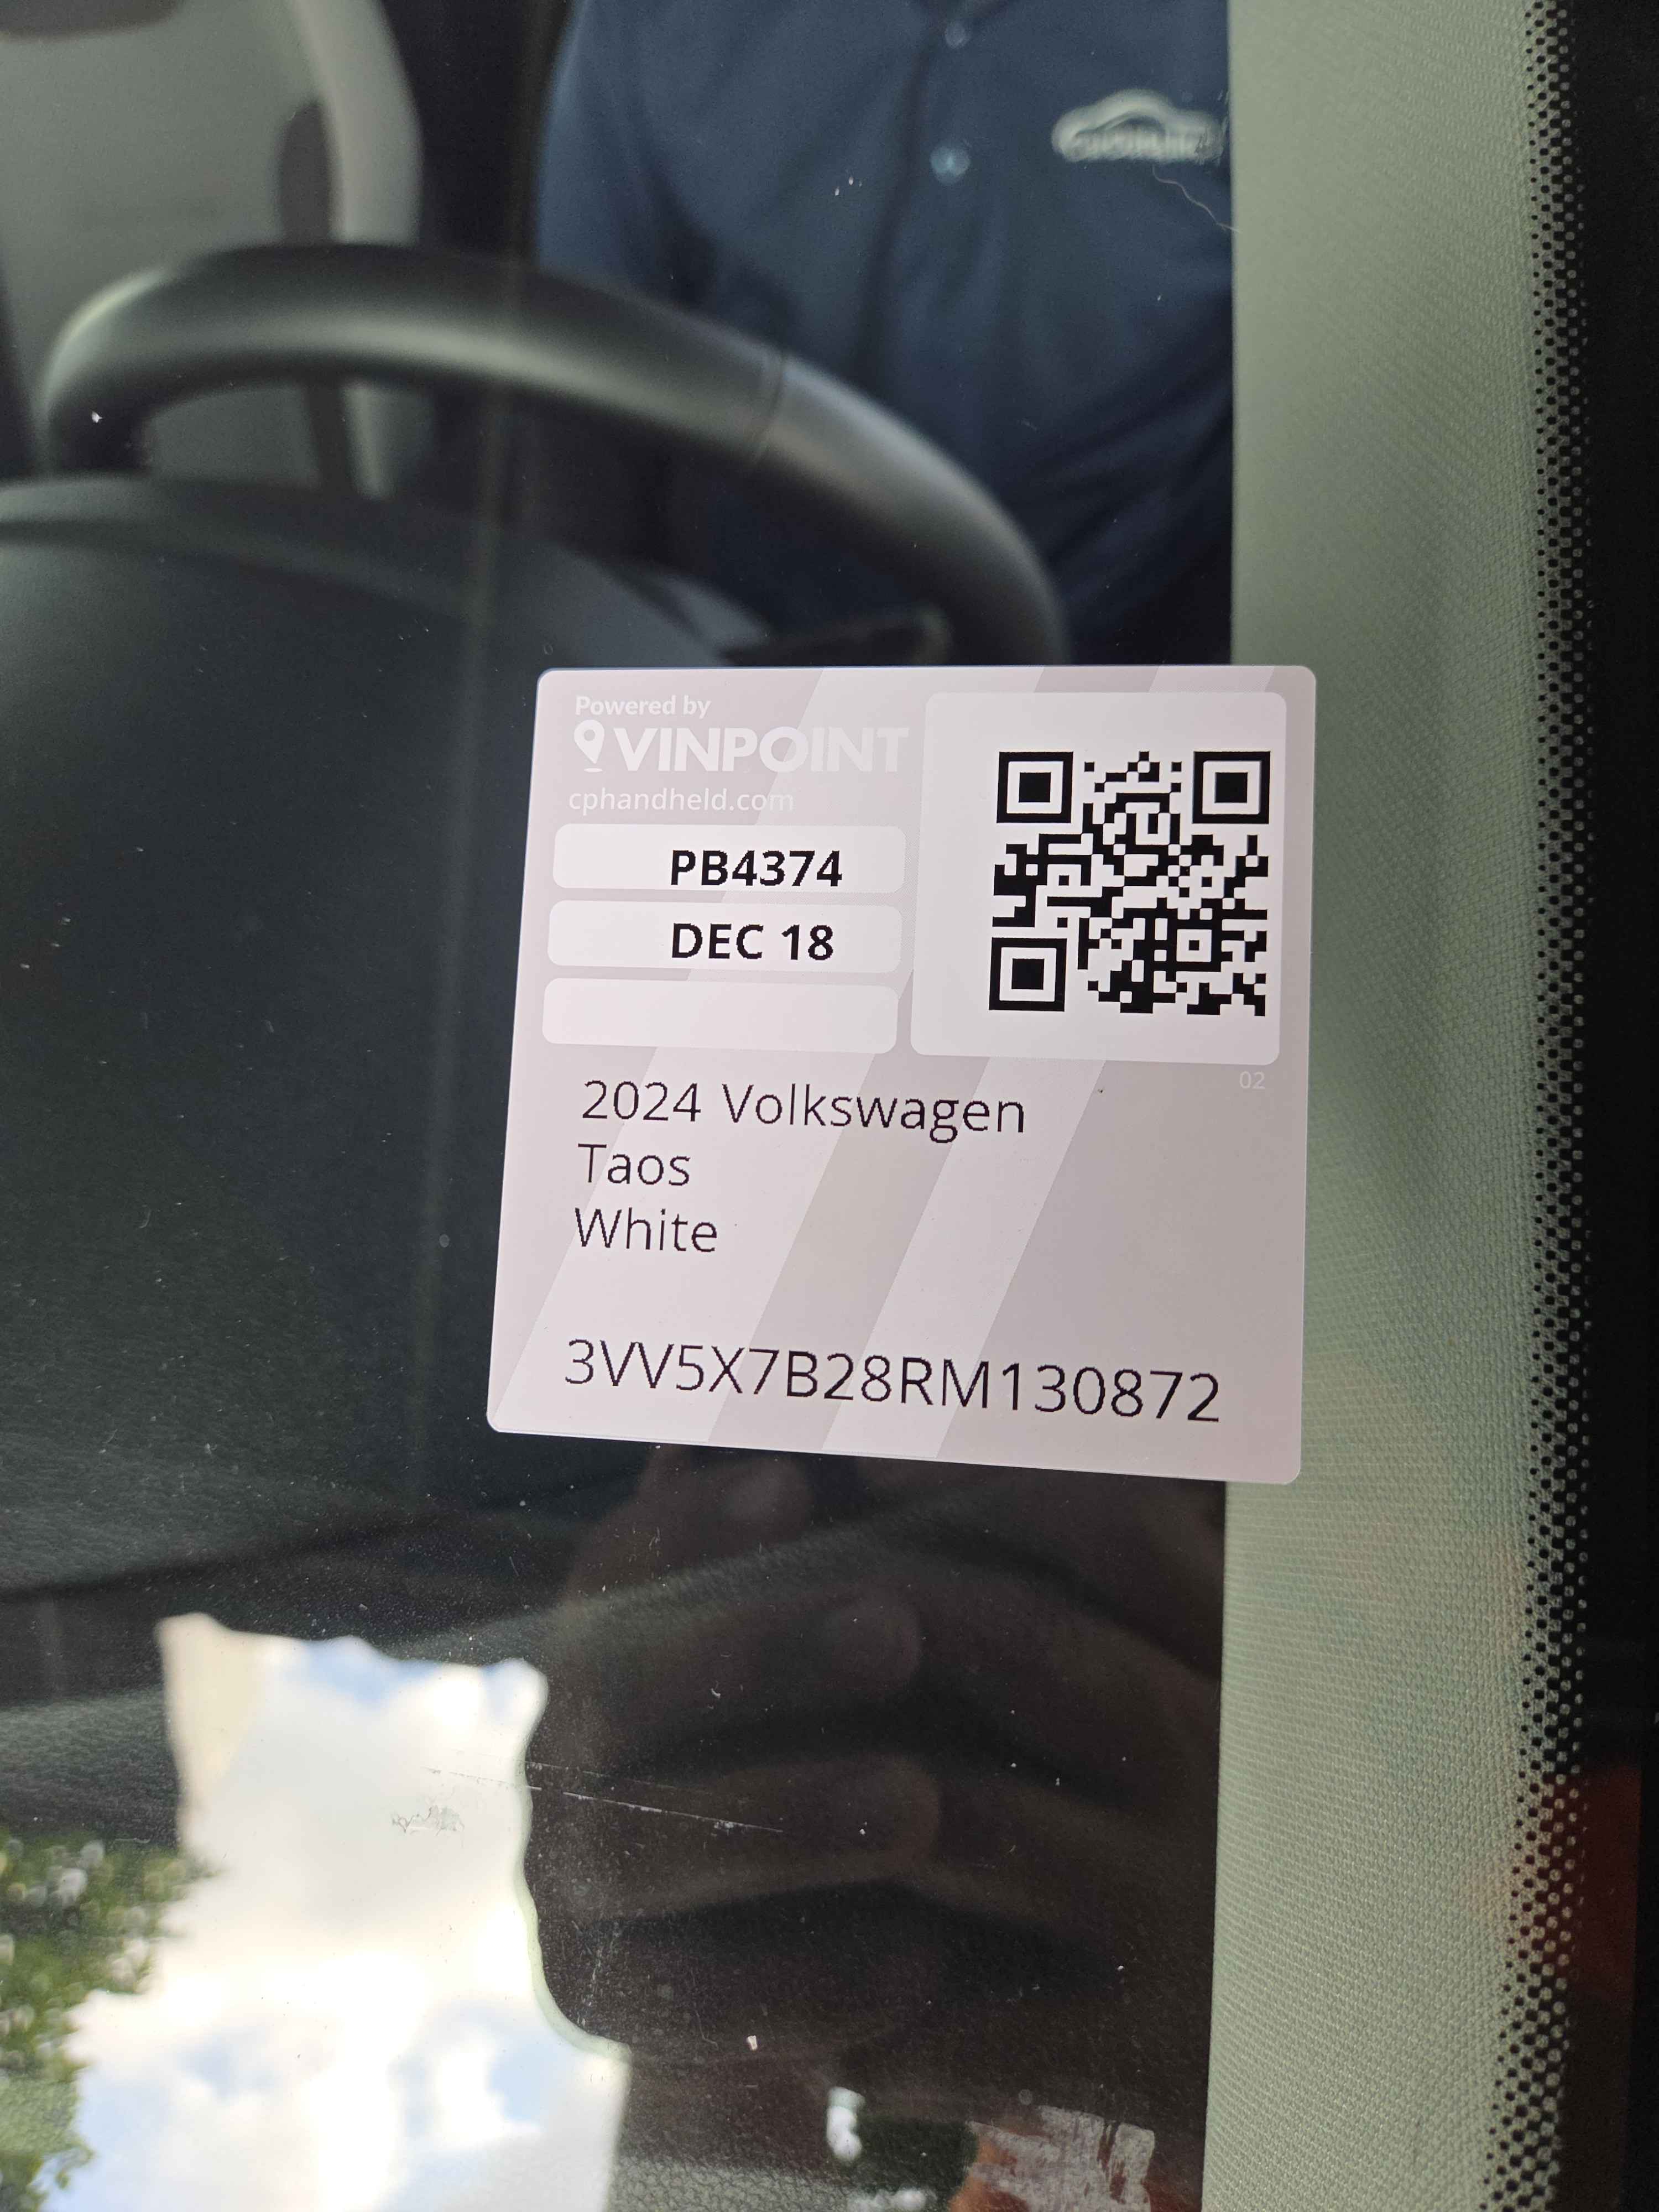 Powered by
VINPOINT
cphandheld.com
PB4374
DEC 18
02
2024 Volkswagen
Taos
White
3VV5X7B28RM130872